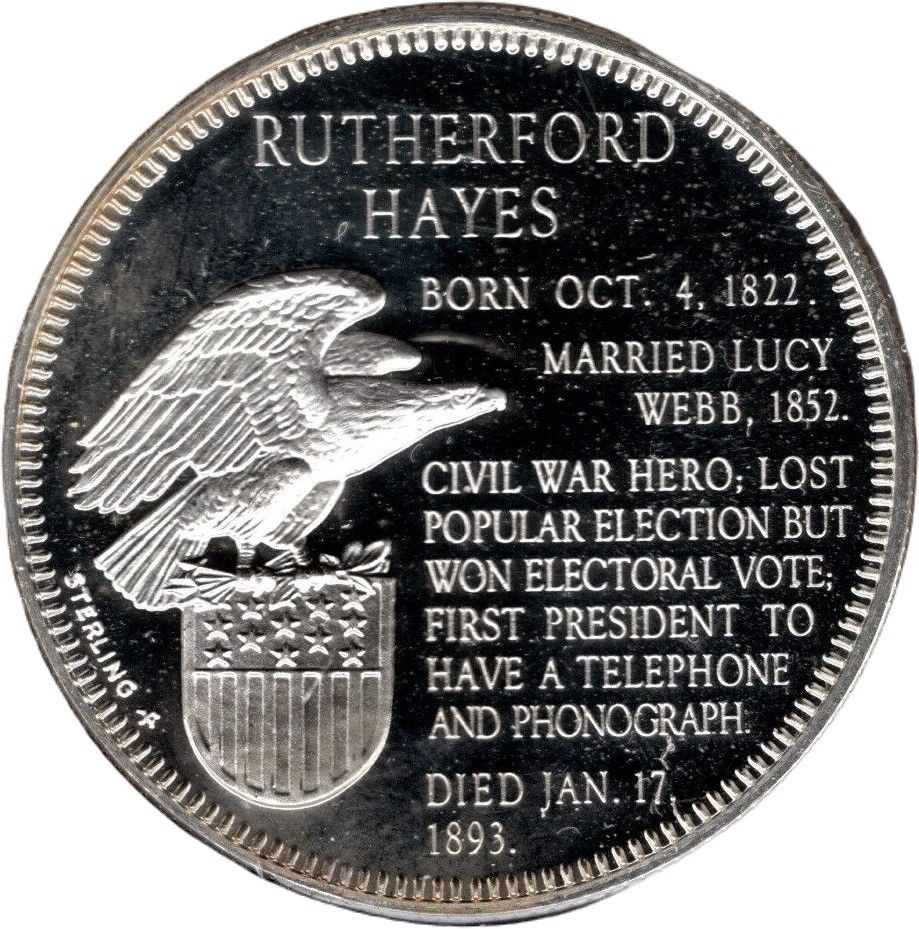 RUTHERFORD
HAYES
BORN OCT. 4, 1822.
MARRIED LUCY
WEBB, 1852.
CIVIL WAR HERO; LOST
POPULAR ELECTION BUT
WON ELECTORAL VOTE;
FIRST PRESIDENT TO
HAVE A TELEPHONE
AND PHONOGRAPH.
DIED JAN. 17,
1893.
STERLING